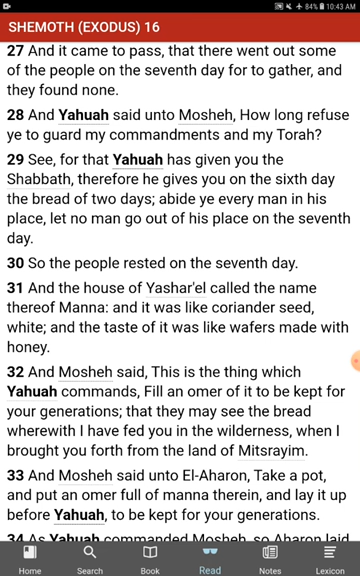 84% 10:43 AM
SHEMOTH (EXODUS) 16
27 And it came to pass, that there went out some
of the people on the seventh day for to gather, and
they found none.
28 And Yahuah said unto Mosheh, How long refuse
ye to guard my commandments and my Torah?
29 See, for that Yahuah has given you the
Shabbath, therefore he gives you on the sixth day
the bread of two days; abide ye every man in his
place, let no man go out of his place on the seventh
day.
30 So the people rested on the seventh day.
31 And the house of Yashar'el called the name
thereof Manna: and it was like coriander seed,
white; and the taste of it was like wafers made with
honey.
32 And Mosheh said, This is the thing which
Yahuah commands, Fill an omer of it to be kept for
your generations; that they may see the bread
wherewith I have fed you in the wilderness, when I
brought you forth from the land of Mitsrayim.
33 And Mosheh said unto El-Aharon, Take a pot,
and put an omer full of manna therein, and lay it up
before Yahuah, to be kept for your generations.
34 As Yahuah commanded Mosheh, so Aharon laid
Home Search Book Read Notes Lexicon